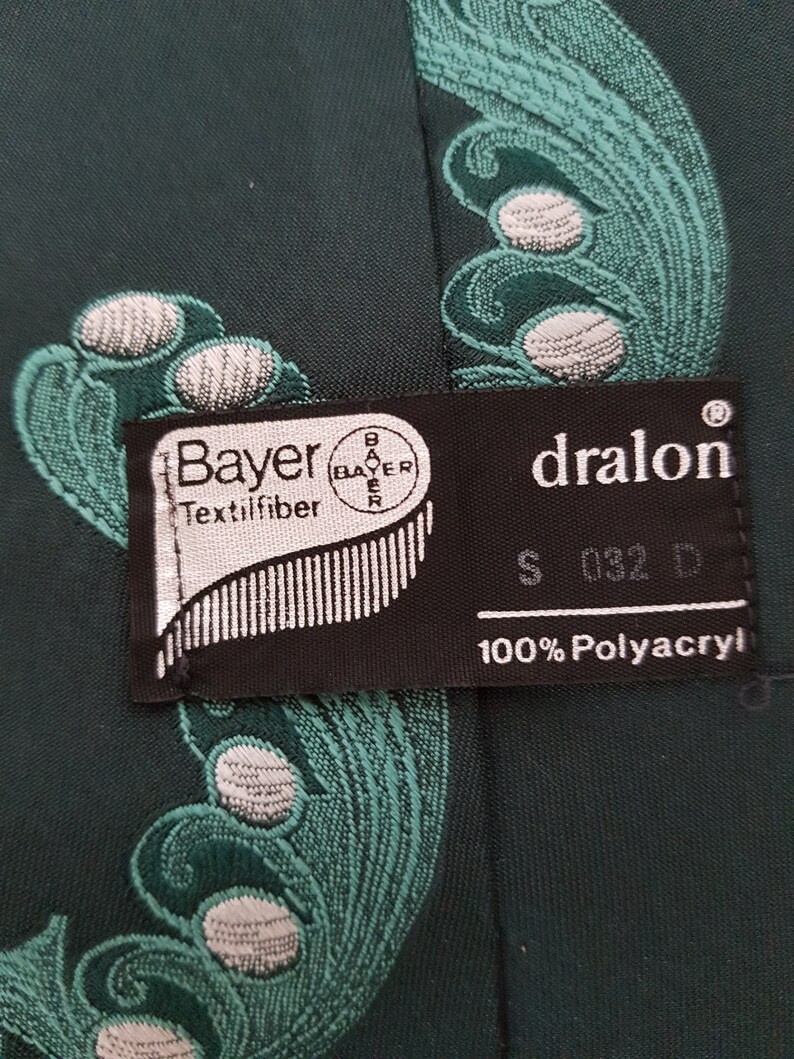 Bayer
Textilfiber
BAYER
BAYER
dralon®
S 032 D
100% Polyacryl